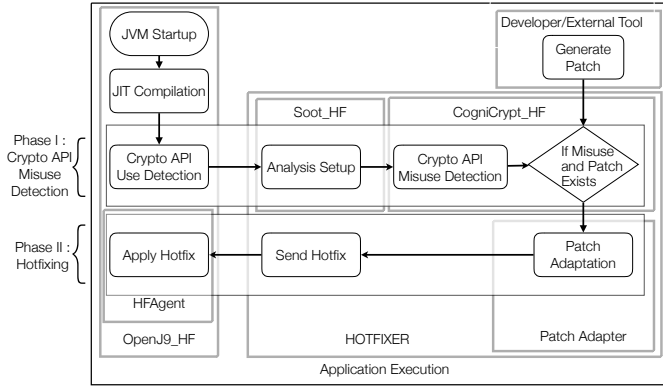 Developer/External Tool
JVM Startup
Generate
Patch
JIT Compilation
Soot_HF
CogniCrypt_HF
Phase I :
Crypto API
Misuse
Detection
Crypto API
Use Detection
Analysis Setup
Crypto API
Misuse Detection
If Misuse
and Patch
Exists
Phase II :
Hotfixing
Apply Hotfix
Send Hotfix
Patch
Adaptation
HFAgent
OpenJ9_HF
HOTFIXER
Patch Adapter
Application Execution